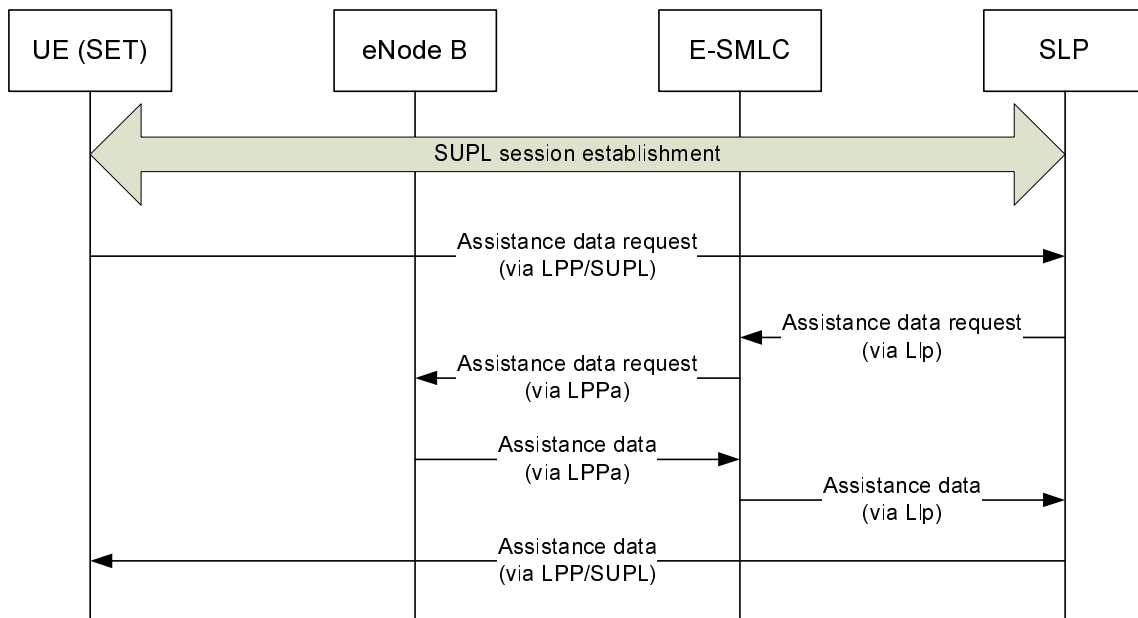 UE (SET)
eNode B
E-SMLC
SLP
SUPL session establishment
Assistance data request
(via LPP/SUPL)
Assistance data request
(via Llp)
Assistance data request
(via LPPa)
Assistance data
(via LPPa)
Assistance data
(via Llp)
Assistance data
(via LPP/SUPL)